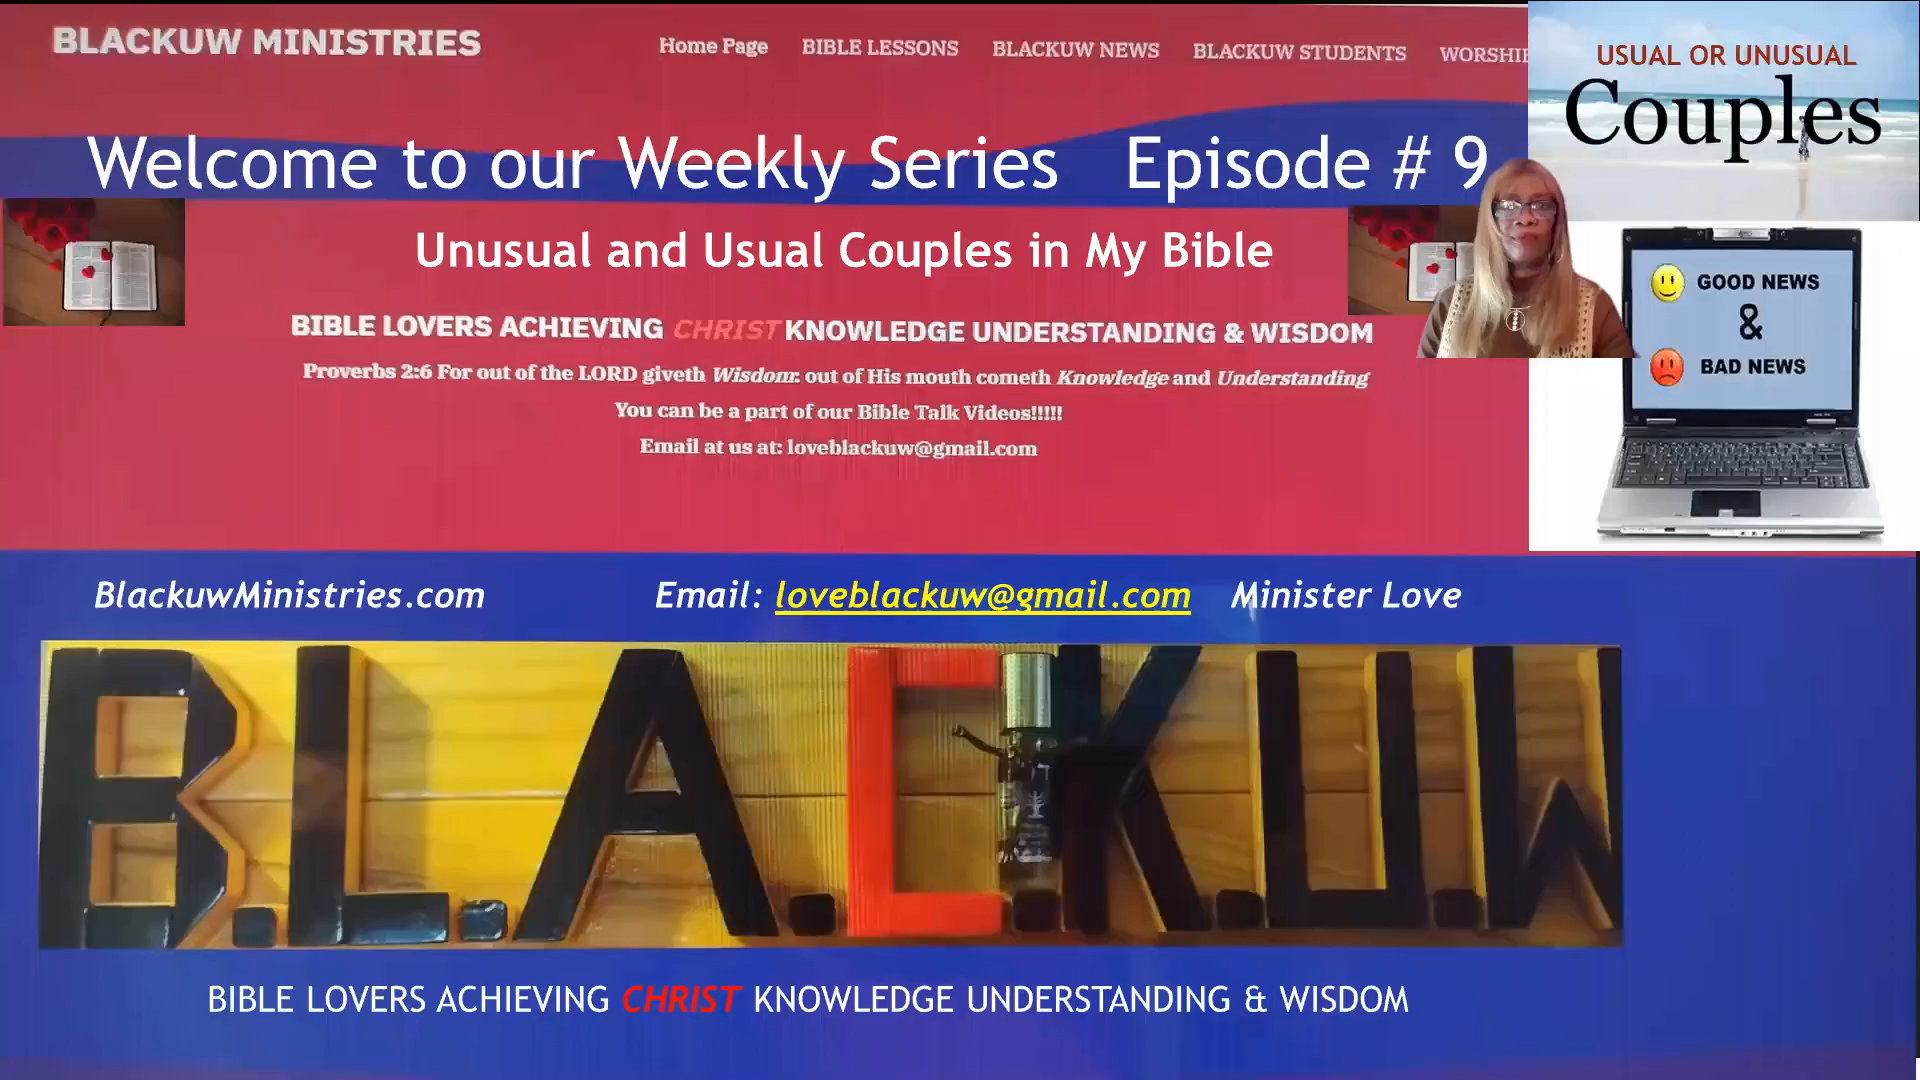 BLACKUW MINISTRIES
Home Page BIBLE LESSONS BLACKUW NEWS BLACKUW STUDENTS
USUAL OR UNUSUAL
Couples
Welcome to our Weekly Series Episode # 9
Unusual and Usual Couples in My Bible
GOOD NEWS
&
BAD NEWS
BIBLE LOVERS ACHIEVING CHRIST KNOWLEDGE UNDERSTANDING & WISDOM
Proverbs 2:6 For out of the LORD giveth Wisdom: out of His mouth cometh Knowledge and Understanding
You can be a part of our Bible Talk Videos!!!!!
Email at us at: loveblackuw@gmail.com
BlackuwMinistries.com Email: loveblackuw@gmail.com Minister Love
B.L.A.C.K.U.W
BIBLE LOVERS ACHIEVING CHRIST KNOWLEDGE UNDERSTANDING & WISDOM